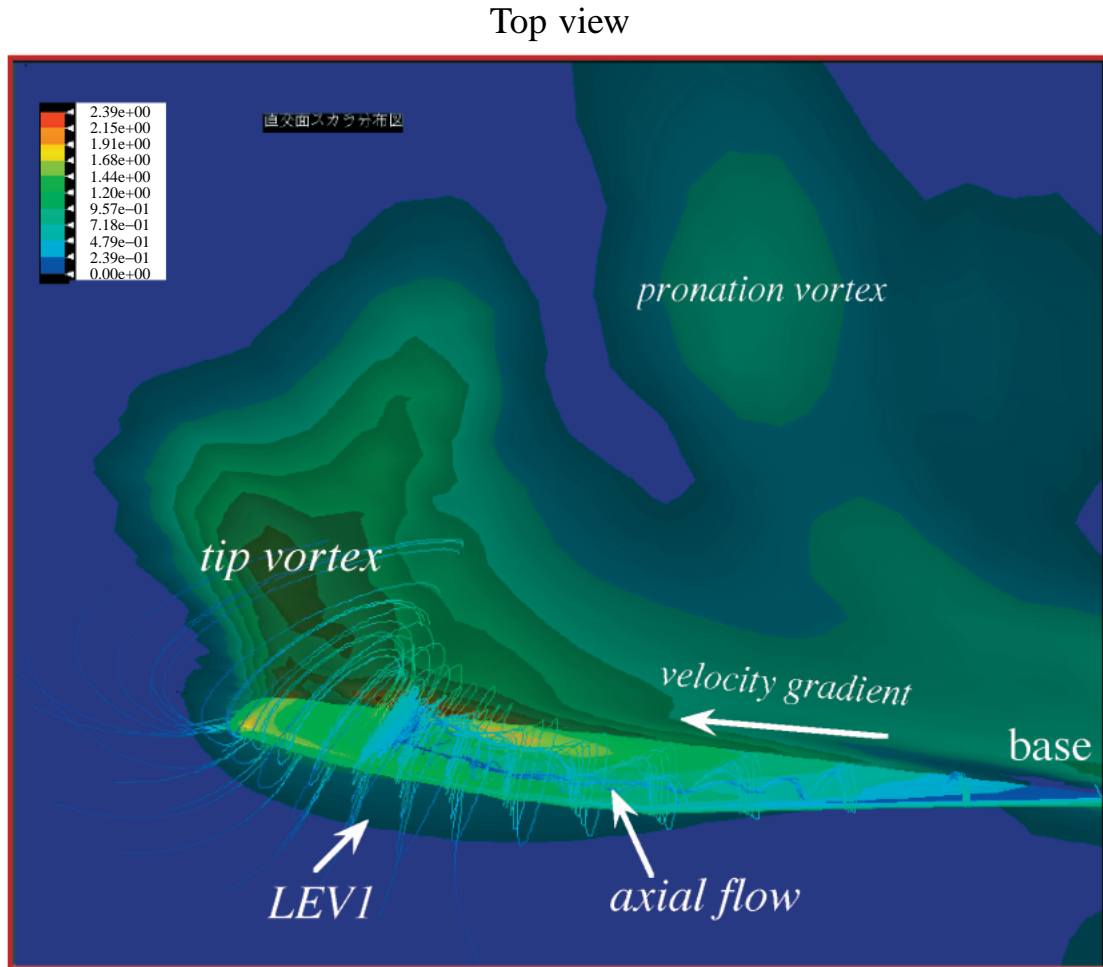 Top view
2.39e+00
2.15e+00
1.91e+00
1.68e+00
1.44e+00
1.20e+00
9.57e−01
7.18e−01
4.79e−01
2.39e−01
0.00e+00
直交面スカラ分布図
pronation vortex
tip vortex
velocity gradient
base
LEV1
axial flow